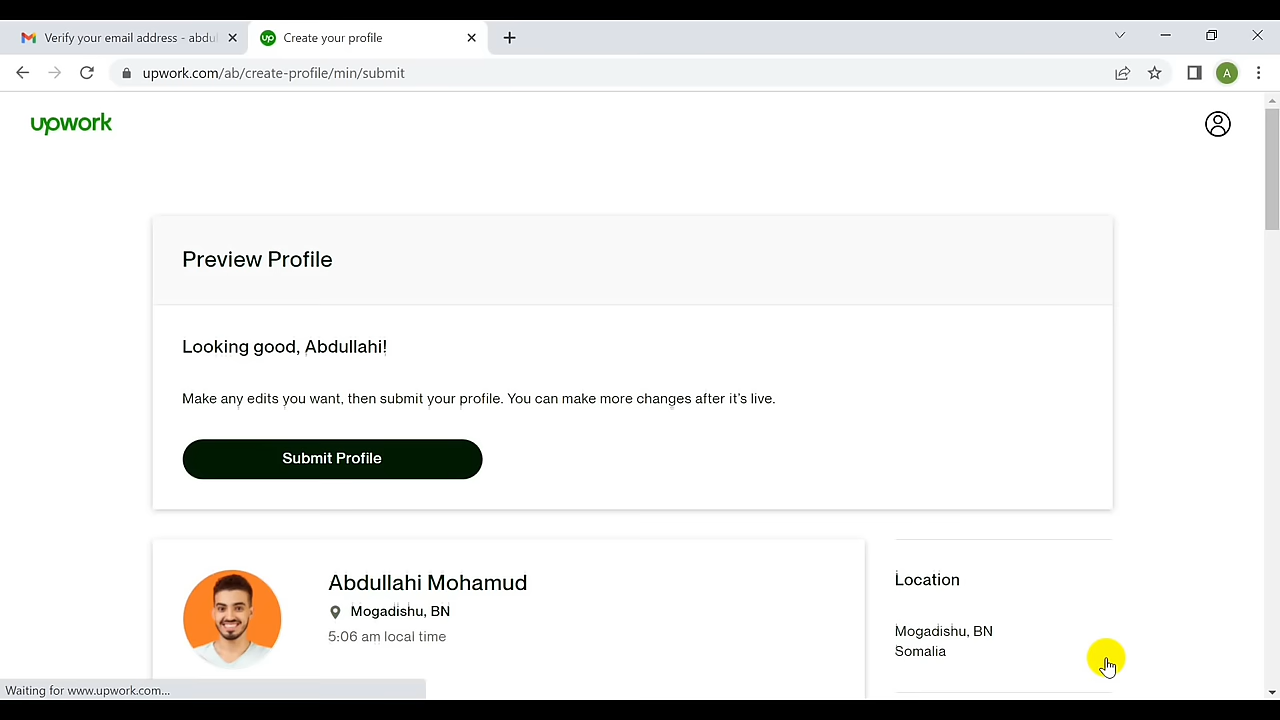 Verify your email address - abdul
Create your profile
upwork.com/ab/create-profile/min/submit
A
upwork
Preview Profile
Looking good, Abdullahi!
Make any edits you want, then submit your profile. You can make more changes after it's live.
Submit Profile
Abdullahi Mohamud
Mogadishu, BN
5:06 am local time
Location
Mogadishu, BN
Somalia
Waiting for www.upwork.com...